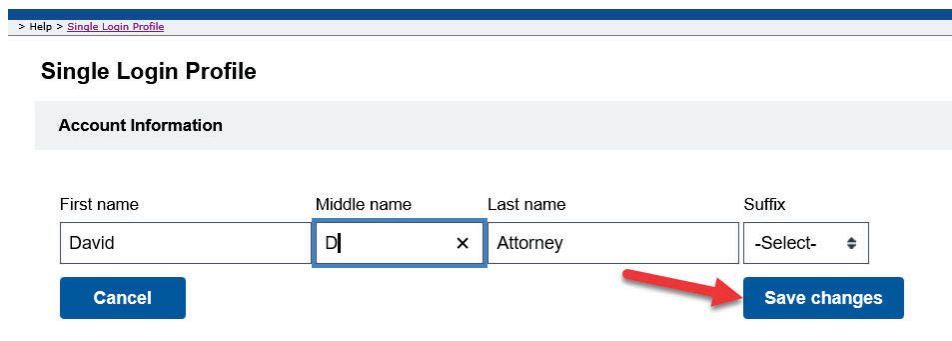 > Help > Single Login Profile
Single Login Profile
Account Information
First name Middle name Last name Suffix
David D × Attorney -Select-
Cancel Save changes